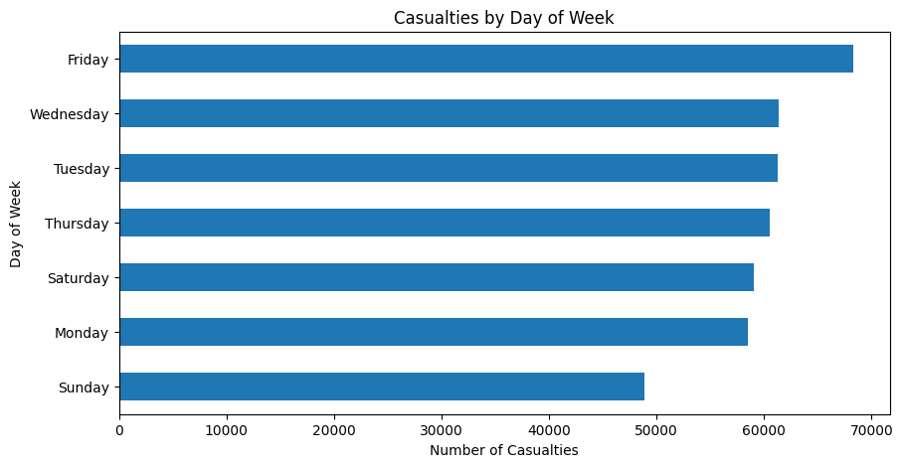 Casualties by Day of Week
Day of Week
Friday
Wednesday
Tuesday
Thursday
Saturday
Monday
Sunday
0 10000 20000 30000 40000 50000 60000 70000
Number of Casualties